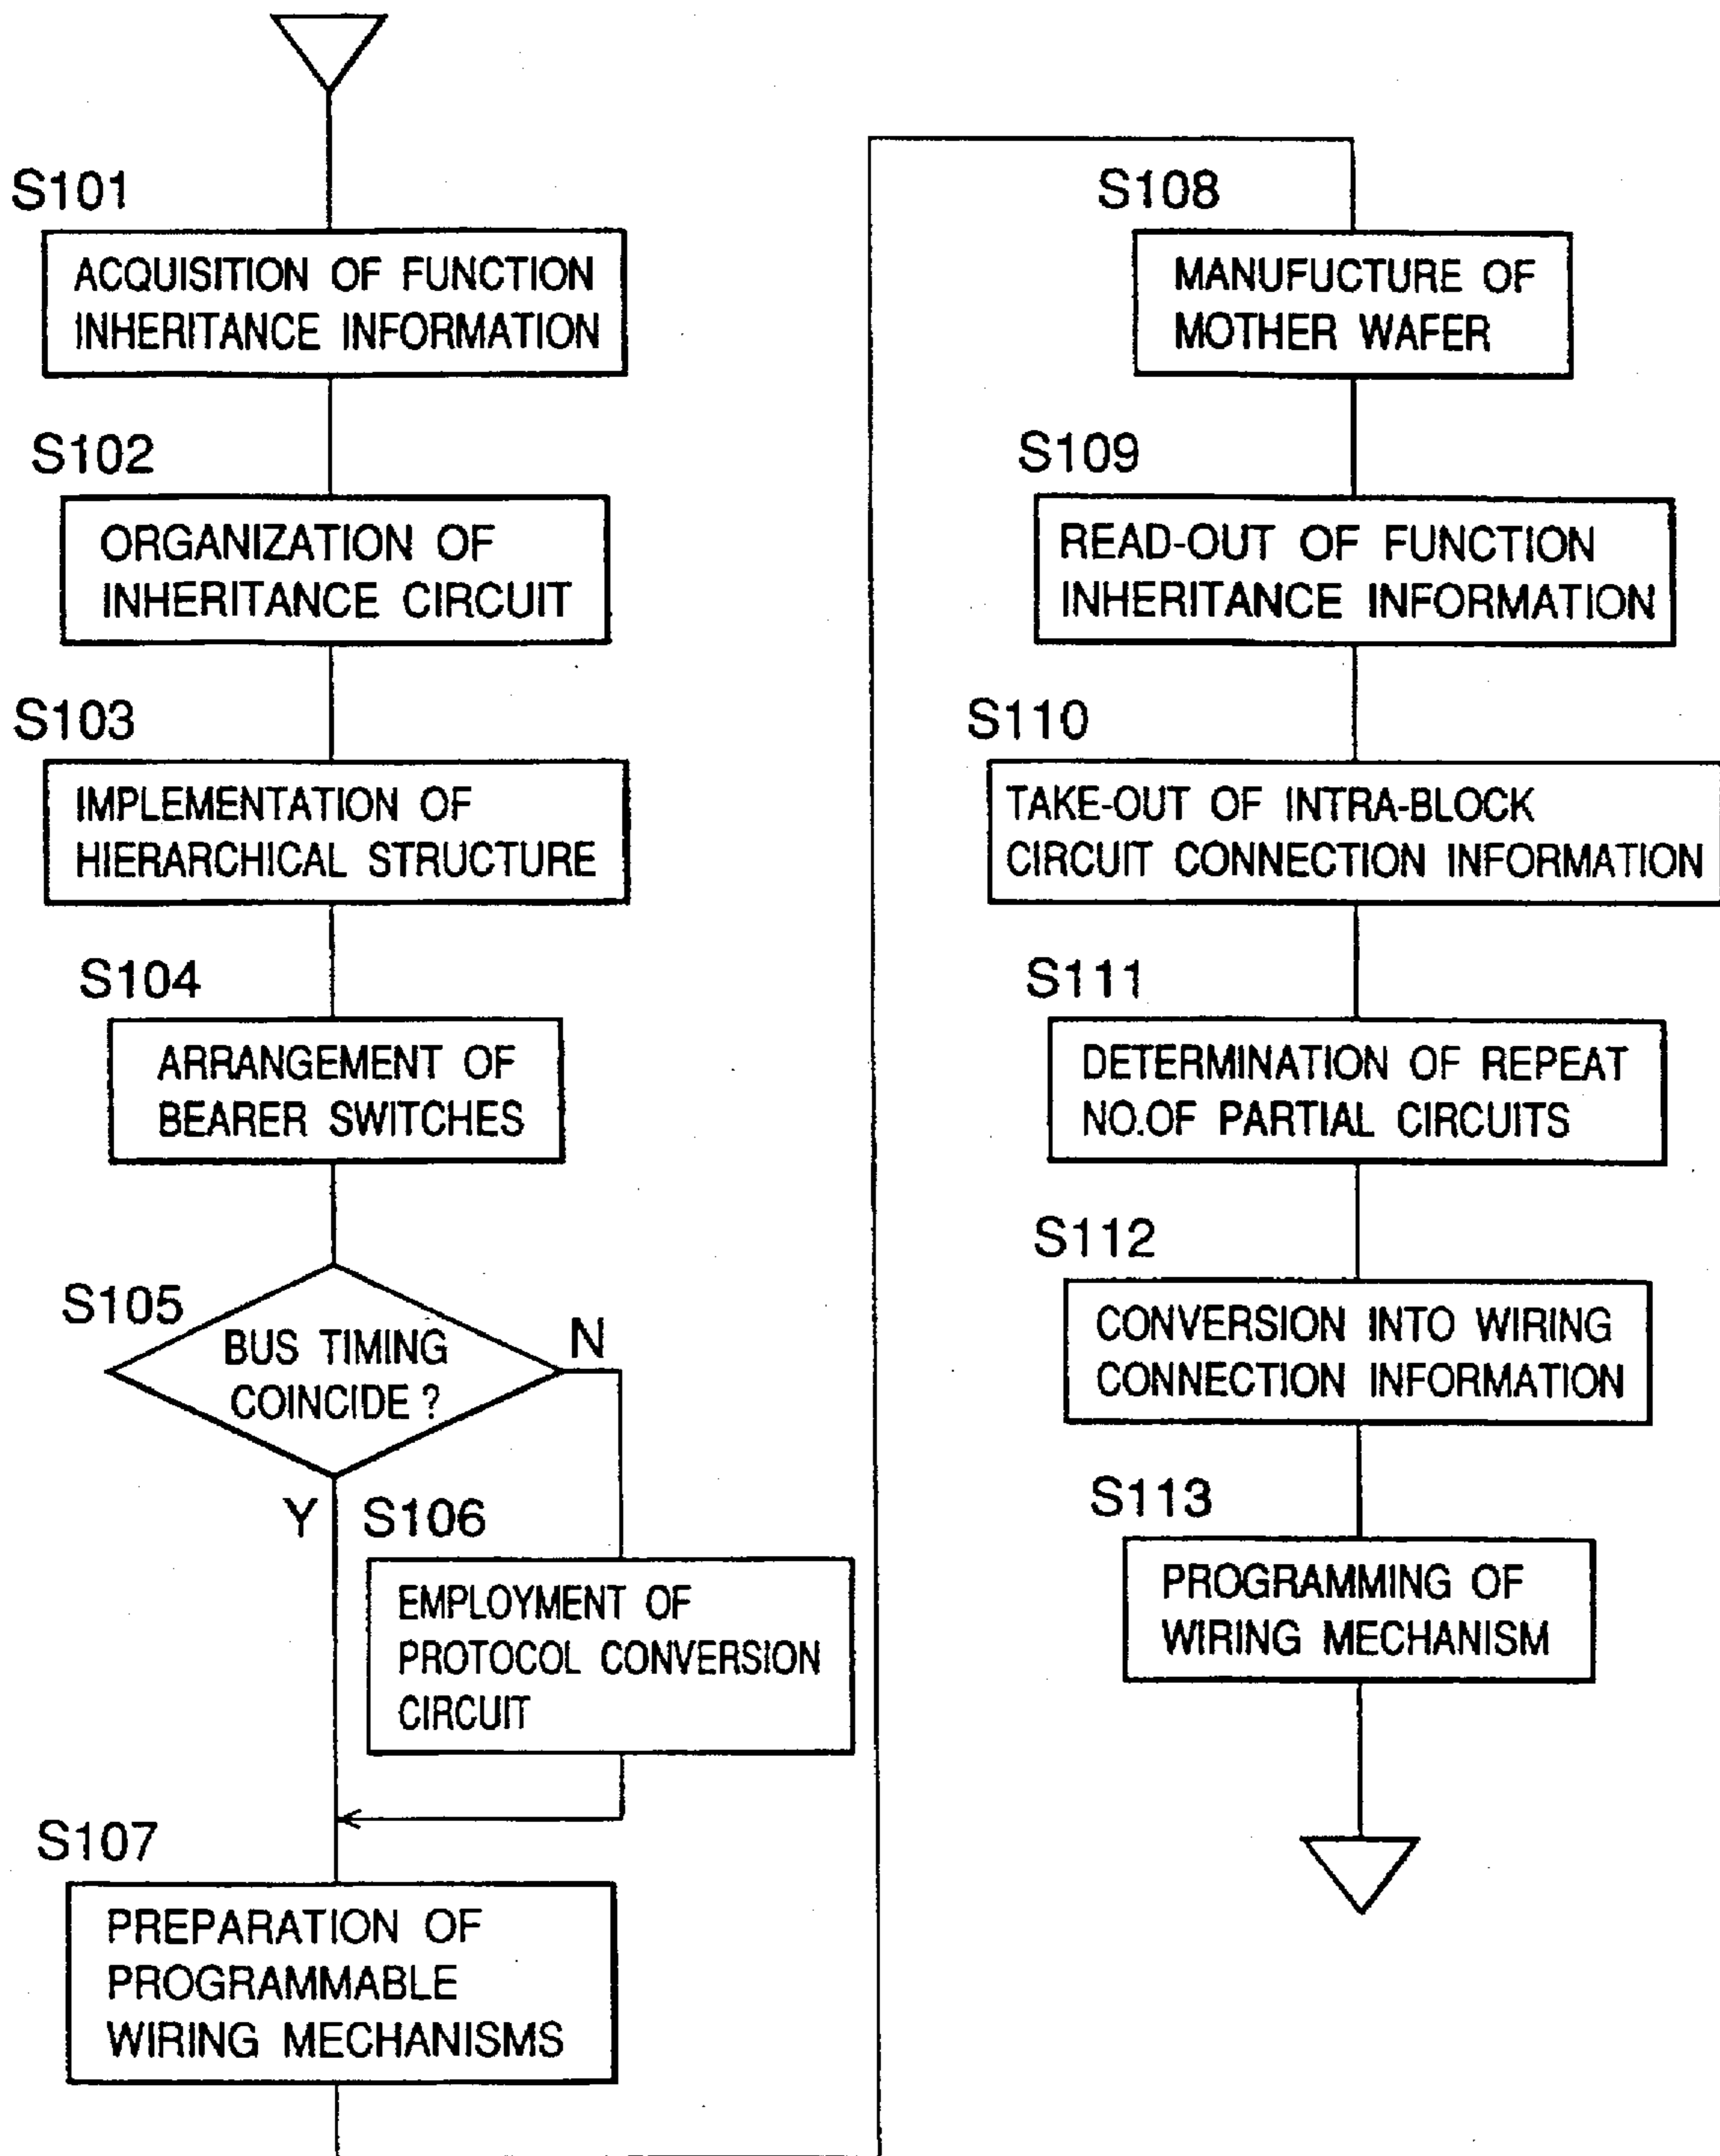 S101
ACQUISITION OF FUNCTION
INHERITANCE INFORMATION
S102
ORGANIZATION OF
INHERITANCE CIRCUIT
S103
IMPLEMENTATION OF
HIERARCHICAL STRUCTURE
S104
ARRANGEMENT OF
BEARER SWITCHES
S105
BUS TIMING
COINCIDE ?
N
Y
S106
EMPLOYMENT OF
PROTOCOL CONVERSION
CIRCUIT
S107
PREPARATION OF
PROGRAMMABLE
WIRING MECHANISMS
S108
MANUFUCTURE OF
MOTHER WAFER
S109
READ-OUT OF FUNCTION
INHERITANCE INFORMATION
S110
TAKE-OUT OF INTRA-BLOCK
CIRCUIT CONNECTION INFORMATION
S111
DETERMINATION OF REPEAT
NO.OF PARTIAL CIRCUITS
S112
CONVERSION INTO WIRING
CONNECTION INFORMATION
S113
PROGRAMMING OF
WIRING MECHANISM